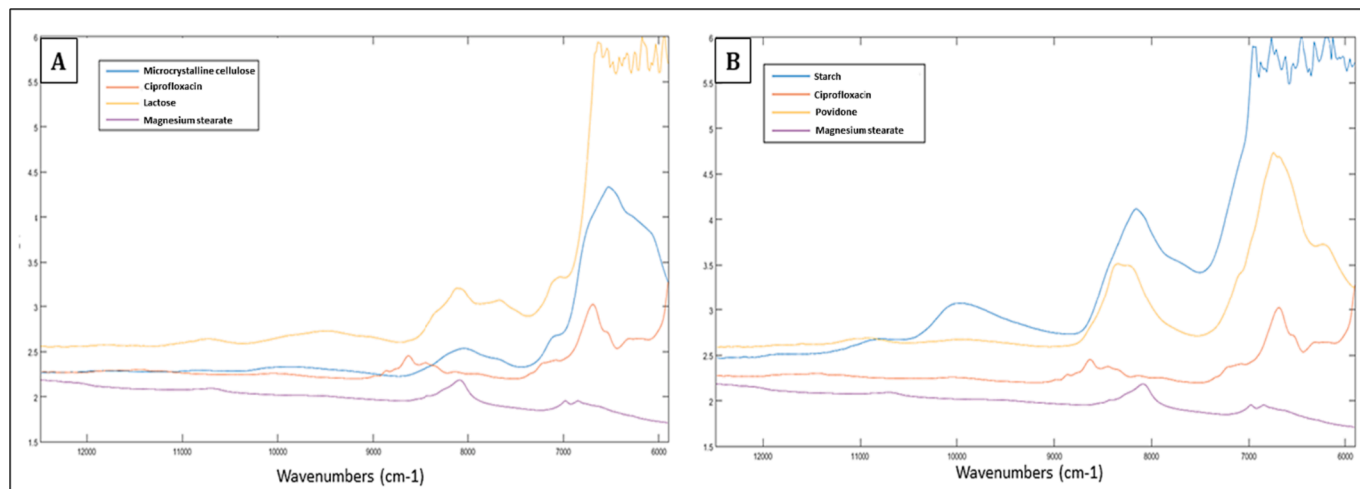 A
Microcrystalline cellulose
Ciprofloxacin
Lactose
Magnesium stearate
6
5.5
5
4.5
4
3.5
3
2.5
2
1.5
12000 11000 10000 9000 8000 7000 6000
Wavenumbers (cm-1)
B
Starch
Ciprofloxacin
Povidone
Magnesium stearate
6
5.5
5
4.5
4
3.5
3
2.5
2
1.5
12000 11000 10000 9000 8000 7000 6000
Wavenumbers (cm-1)